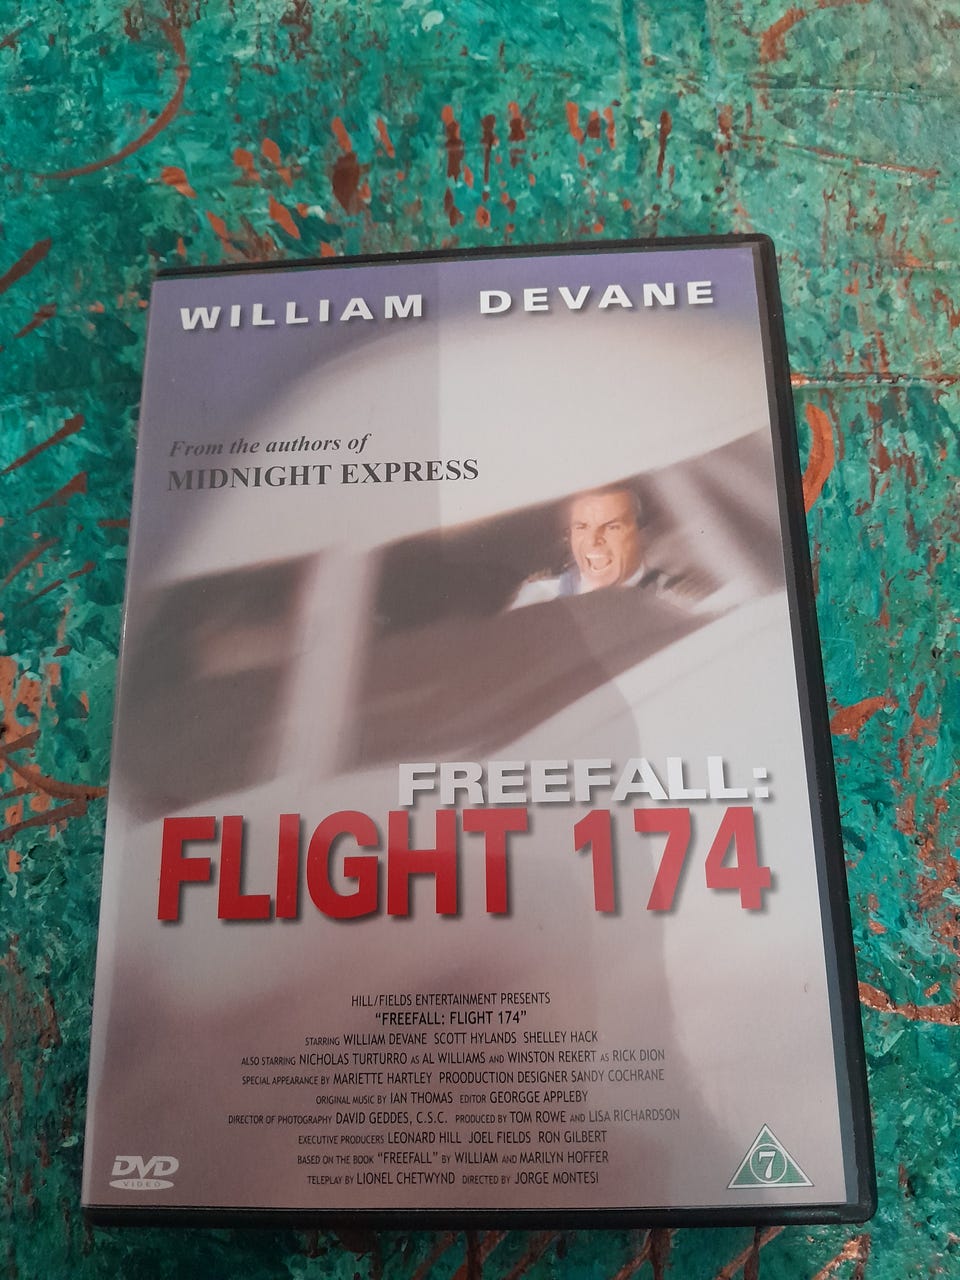 WILLIAM DEVANE
From the authors of
MIDNIGHT EXPRESS
FREEFALL:
FLIGHT 174
HILL/FIELDS ENTERTAINMENT PRESENTS
"FREEFALL: FLIGHT 174"
STARRING WILLIAM DEVANE SCOTT HYLANDS SHELLEY HACK
ALSO STARRING NICHOLAS TURTURRO AS AL WILLIAMS AND WINSTON REKERT AS RICK DION
SPECIAL APPEARANCE BY MARIETTE HARTLEY PROODUCTION DESIGNER SANDY COCHRANE
ORIGINAL MUSIC BY IAN THOMAS EDITOR GEORGGE APPLEBY
DIRECTOR OF PHOTOGRAPHY DAVID GEDDES, C.S.C. PRODUCED BY TOM ROWE AND LISA RICHARDSON
EXECUTIVE PRODUCERS LEONARD HILL JOEL FIELDS RON GILBERT
BASED ON THE BOOK "FREEFALL" BY WILLIAM AND MARILYN HOFFER
TELEPLAY BY LIONEL CHETWYND DIRECTED BY JORGE MONTESI
DVD
VIDEO
7